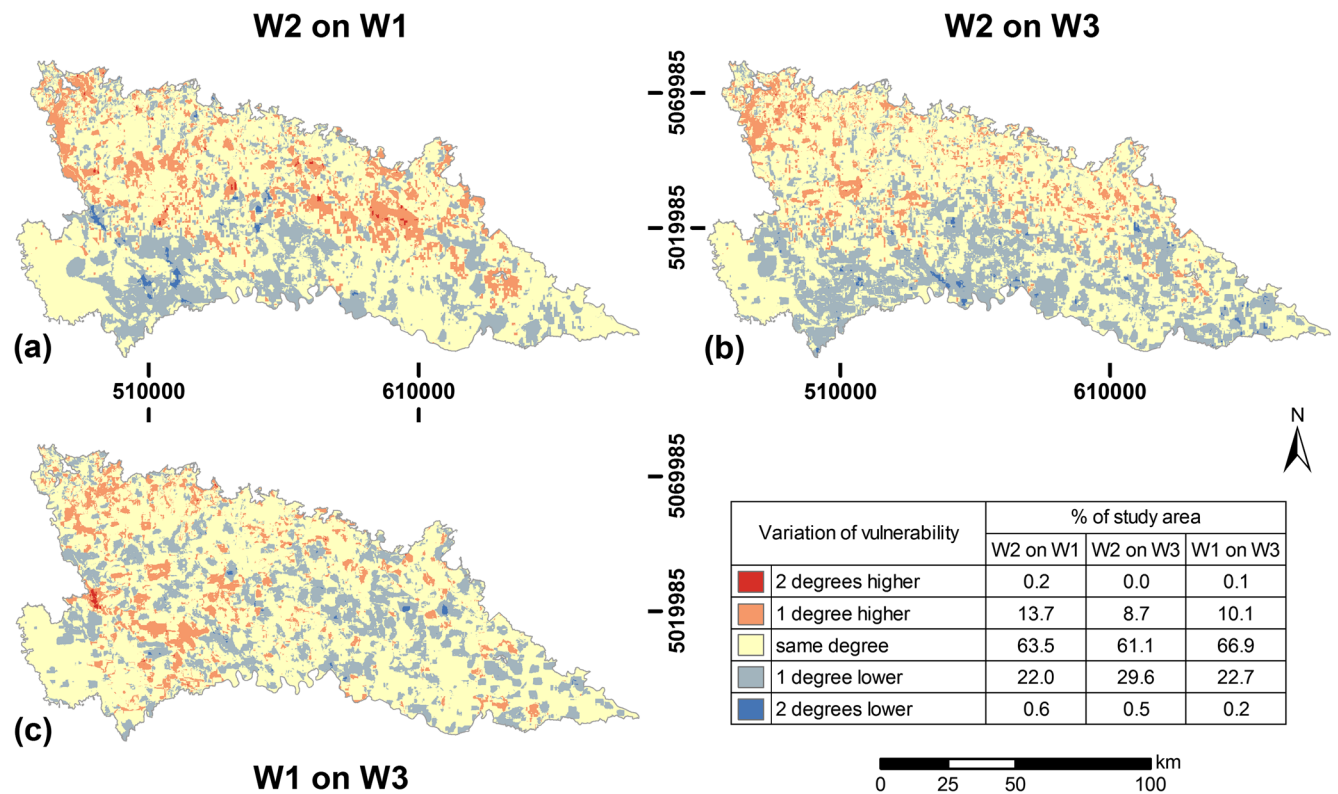 W2 on W1
W2 on W3
5069985
5019985
(a)
(b)
510000
610000
510000
610000
N
5069985
5019985
(c)
W1 on W3
Variation of vulnerability
% of study area
W2 on W1 W2 on W3 W1 on W3
2 degrees higher 0.2 0.0 0.1
1 degree higher 13.7 8.7 10.1
same degree 63.5 61.1 66.9
1 degree lower 22.0 29.6 22.7
2 degrees lower 0.6 0.5 0.2
km
0 25 50 100